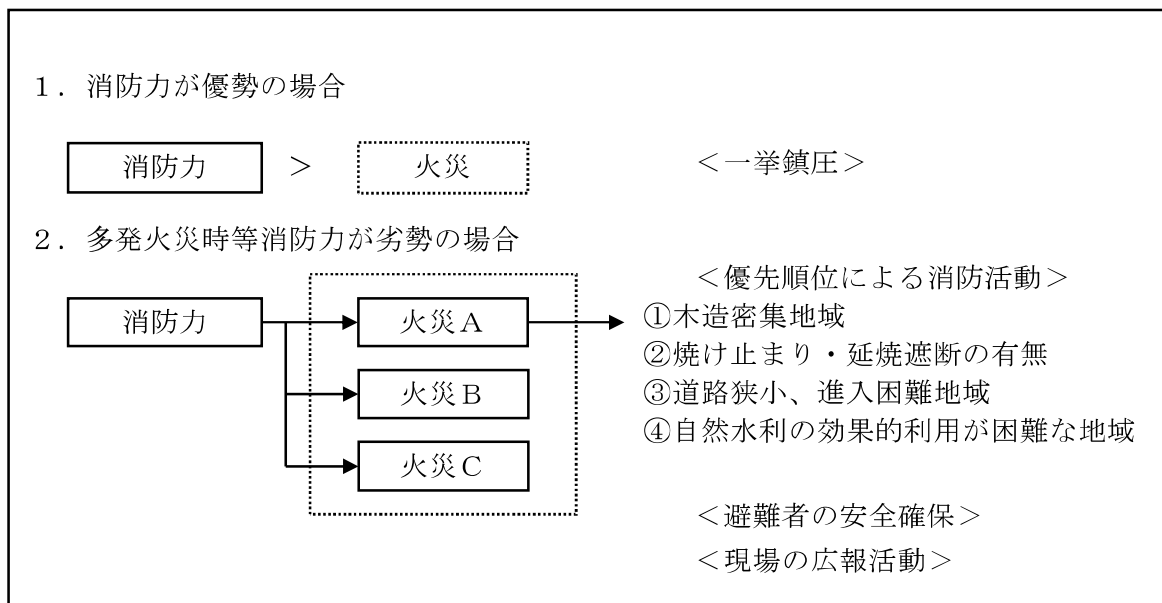 １．消防力が優勢の場合
消防力 ＞ 火災 ＜一挙鎮圧＞
２．多発火災時等消防力が劣勢の場合
＜優先順位による消防活動＞
消防力 火災Ａ ①木造密集地域
②焼け止まり・延焼遮断の有無
火災Ｂ ③道路狭小、進入困難地域
④自然水利の効果的利用が困難な地域
火災Ｃ
＜避難者の安全確保＞
＜現場の広報活動＞